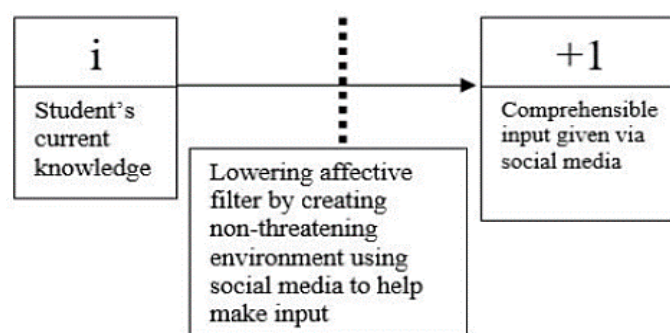 i
Student’s
current
knowledge
+1
Comprehensible
input given via
social media
Lowering affective
filter by creating
non-threatening
environment using
social media to help
make input